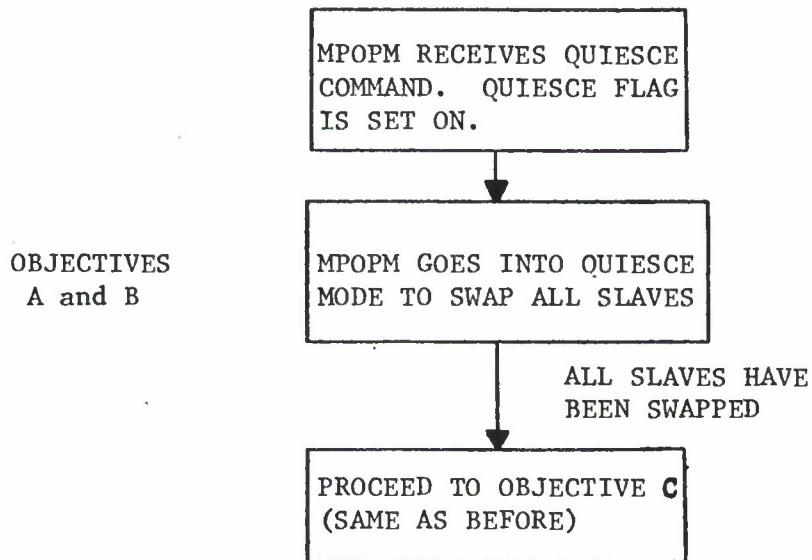 MPOPM RECEIVES QUIESCE
COMMAND. QUIESCE FLAG
IS SET ON.
OBJECTIVES
A and B
MPOPM GOES INTO QUIESCE
MODE TO SWAP ALL SLAVES
ALL SLAVES HAVE
BEEN SWAPPED
PROCEED TO OBJECTIVE C
(SAME AS BEFORE)